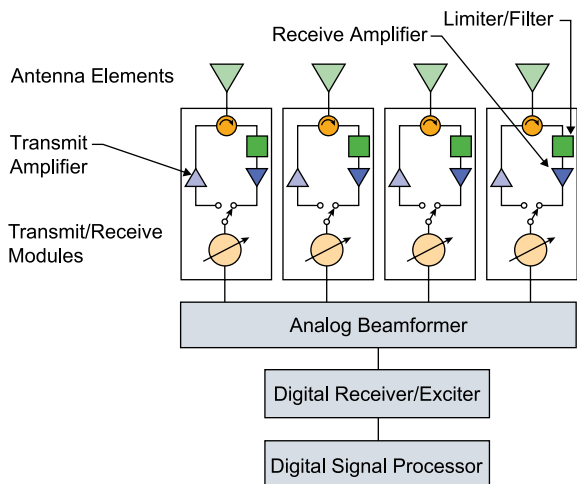 Limiter/Filter
Receive Amplifier
Antenna Elements
Transmit
Amplifier
Transmit/Receive
Modules
Analog Beamformer
Digital Receiver/Exciter
Digital Signal Processor